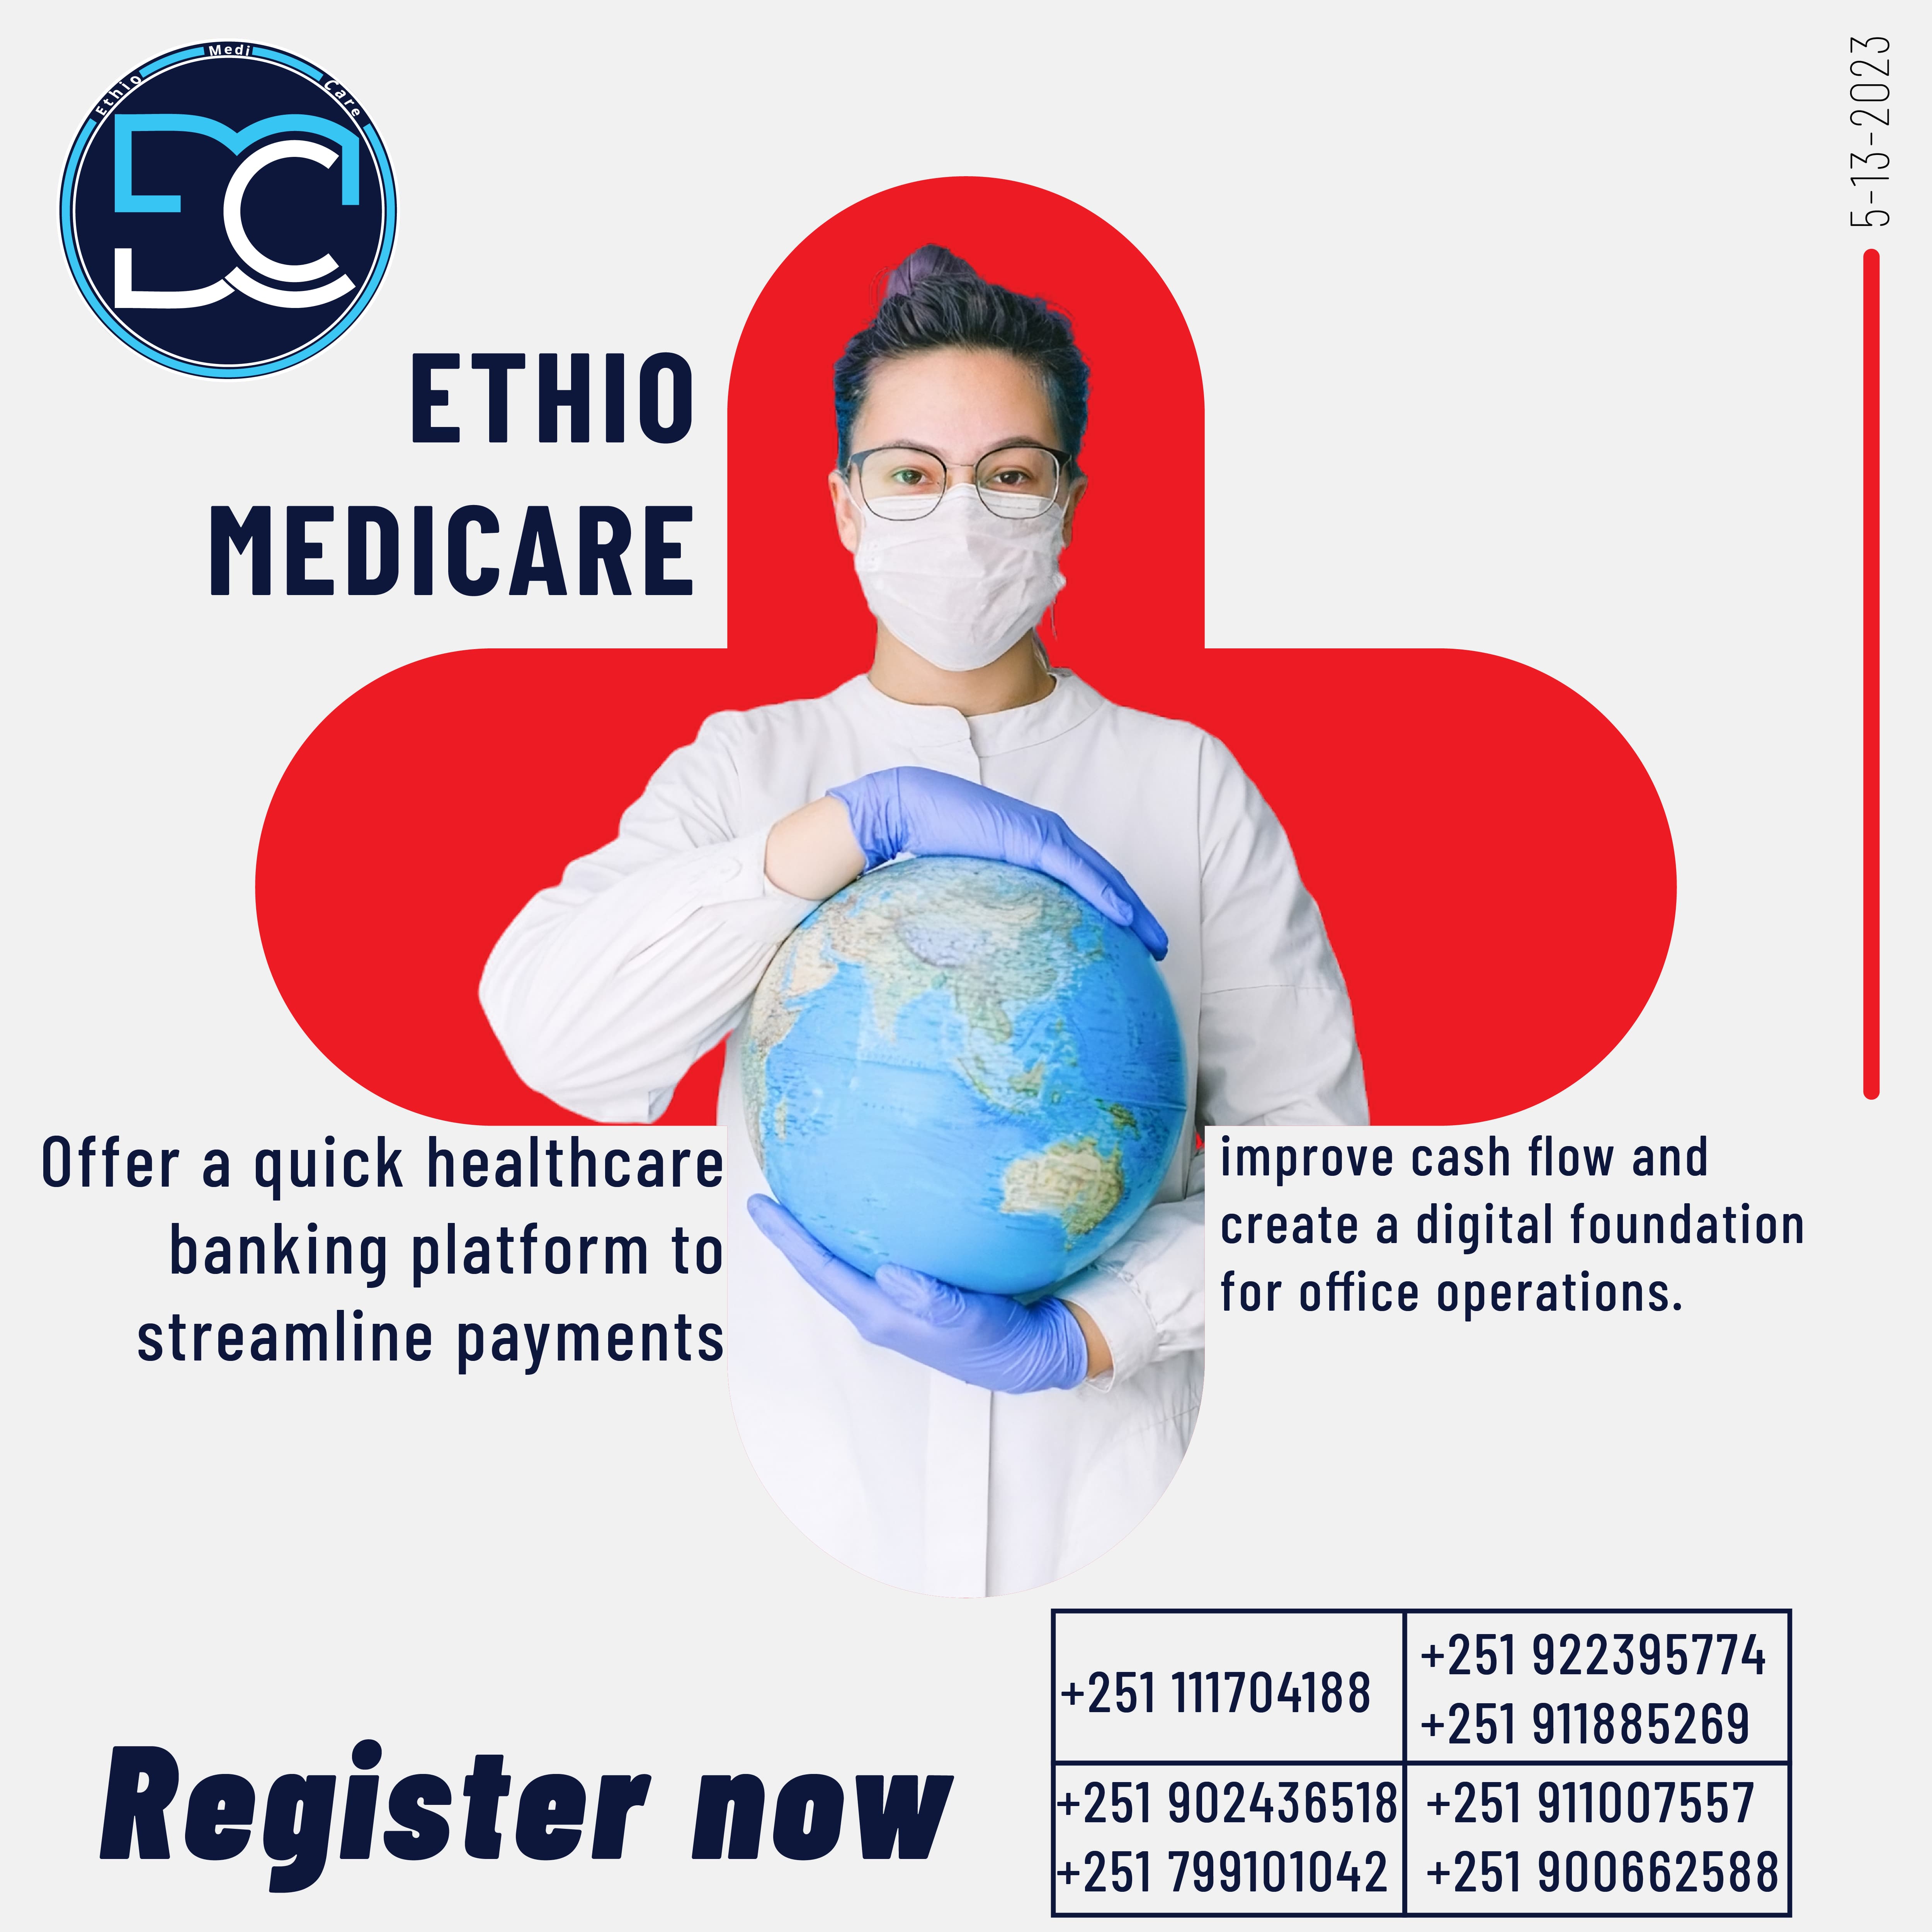 Ethio Medi Care
5-13-2023
ETHIO
MEDICARE
Offer a quick healthcare
banking platform to
streamline payments
improve cash flow and
create a digital foundation
for office operations.
Register now
+251 111704188
+251 922395774
+251 911885269
+251 902436518
+251 799101042
+251 911007557
+251 900662588